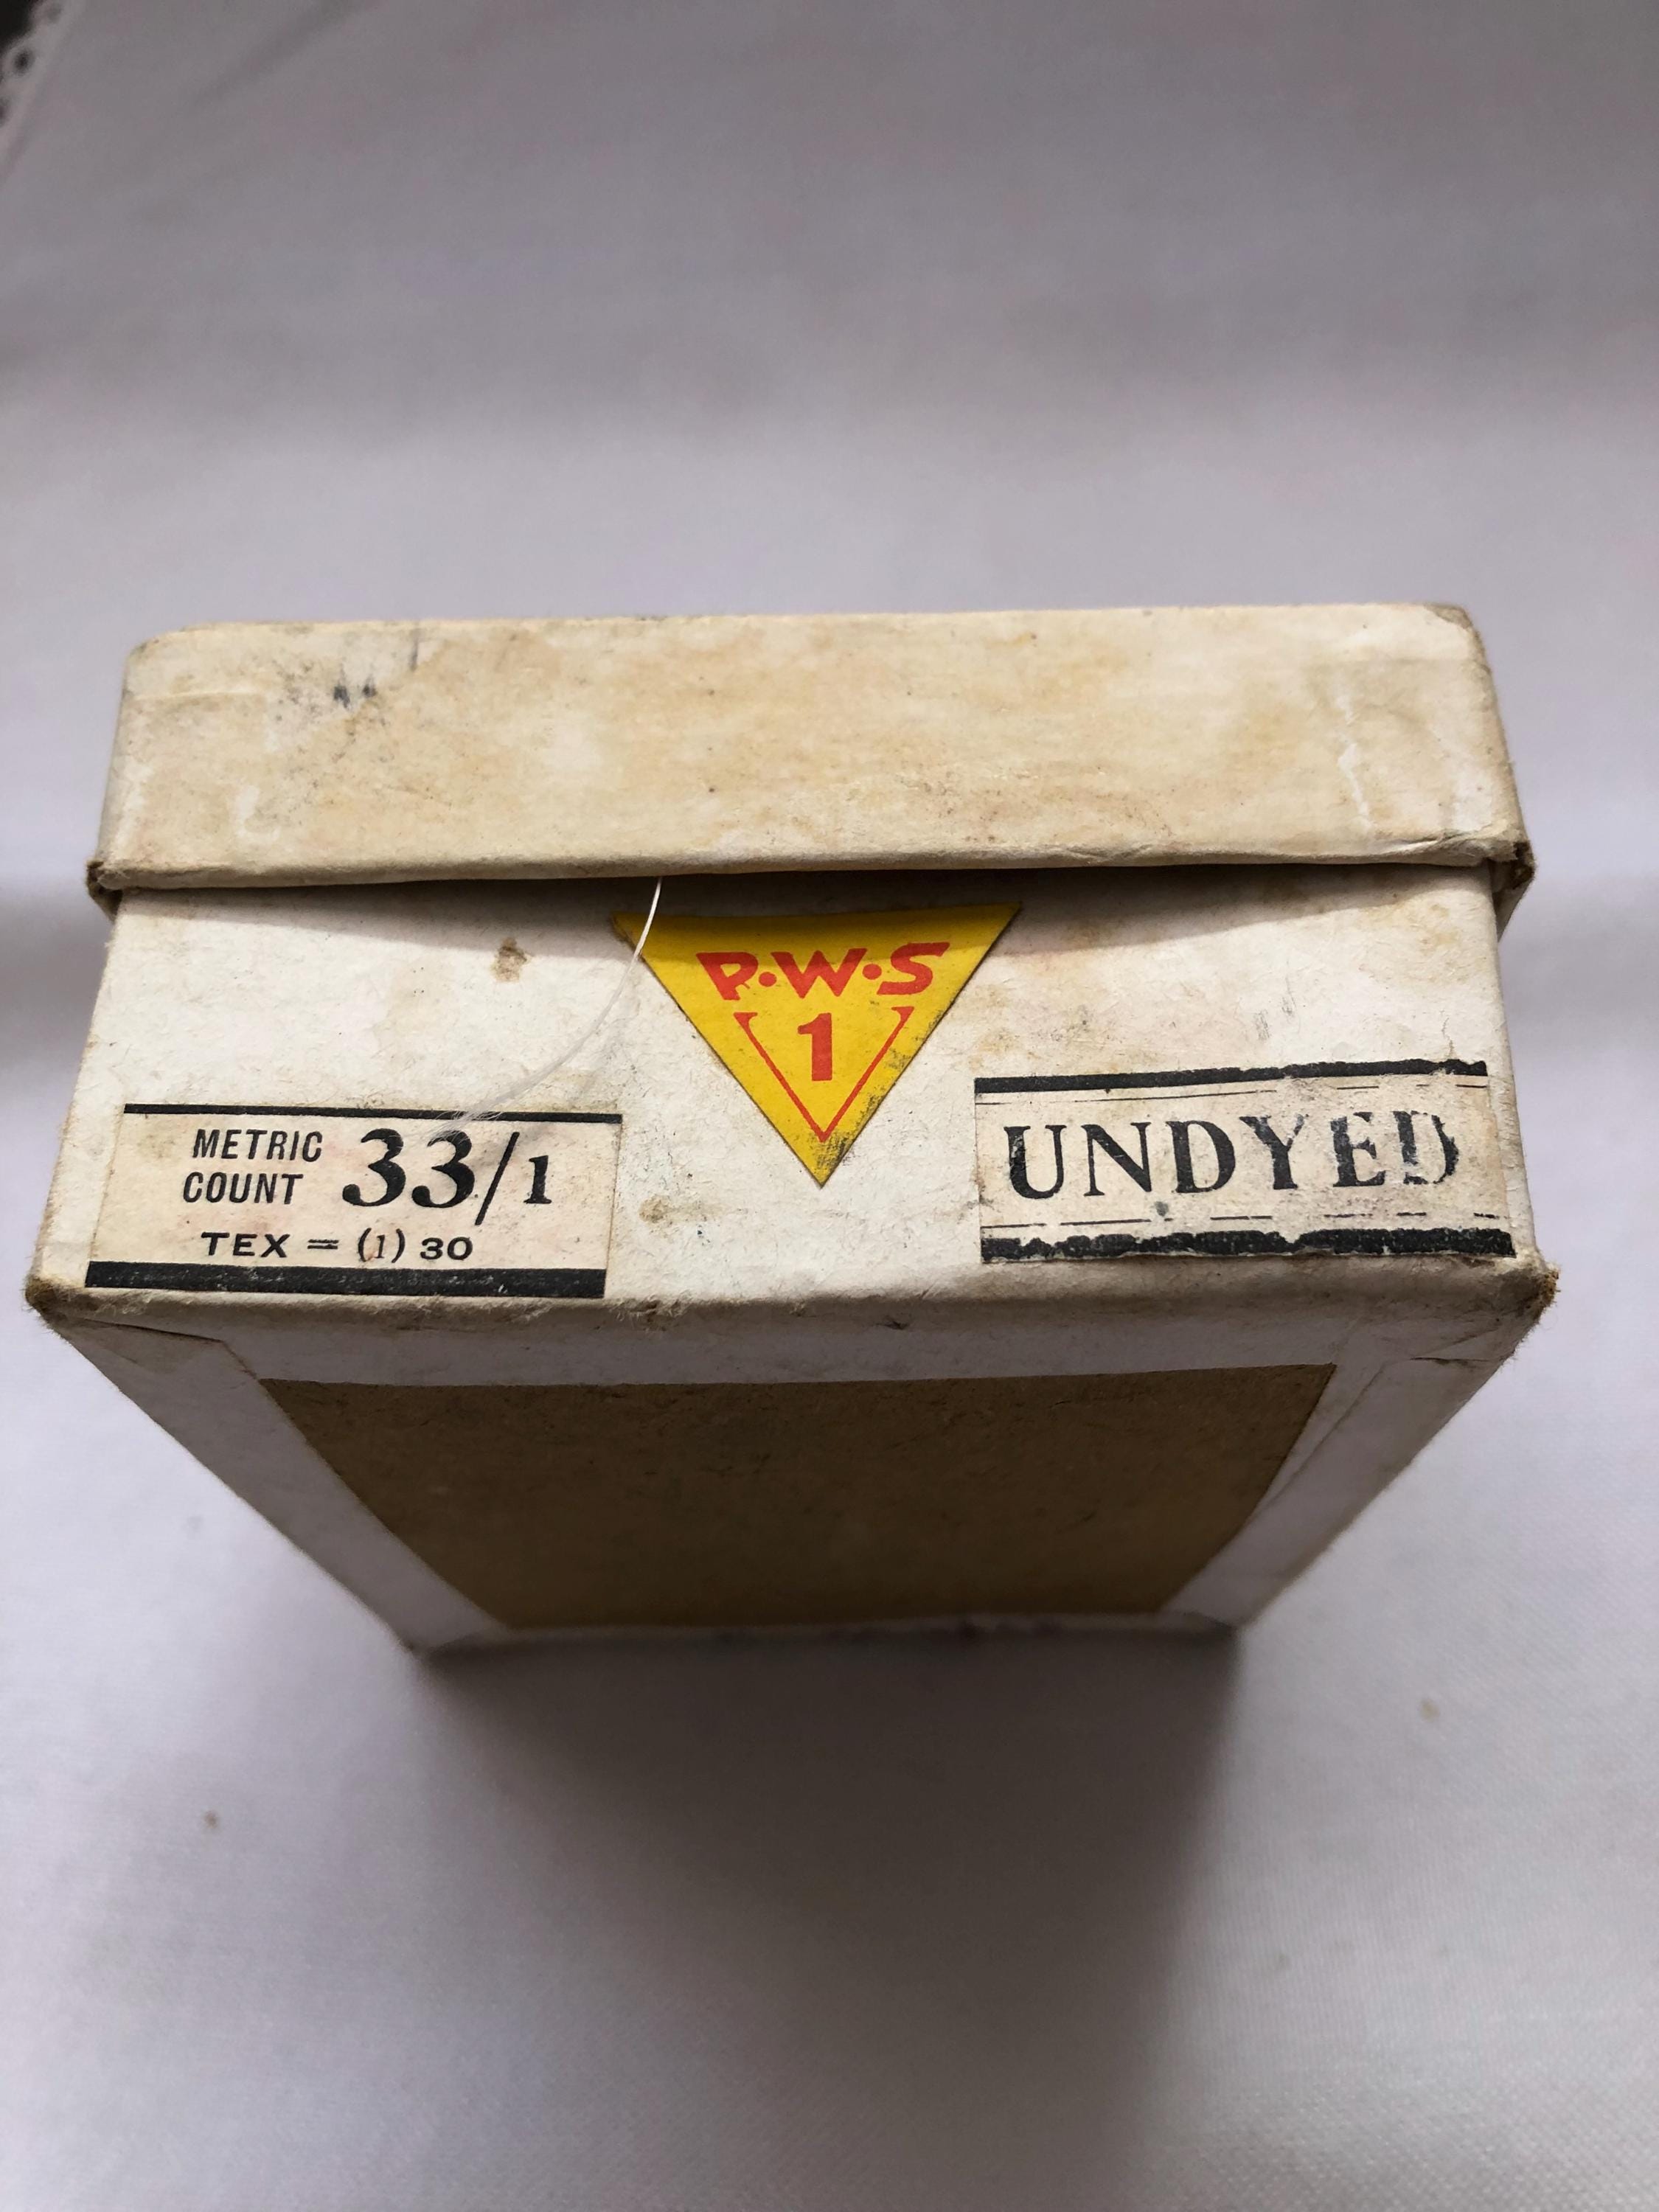 P.W.S
1
METRIC
COUNT 33/1
TEX = (1) 30
UNDYED